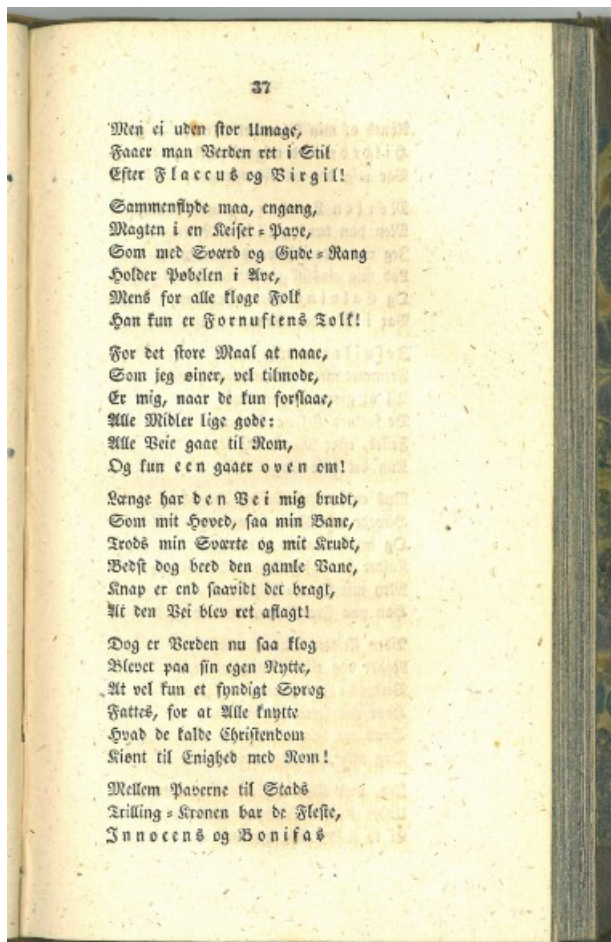 37
Men ei uden stor Umage,
Faaer man Verden ret i Stil
Efter Flaccus og Virgil!
Sammenflyde maa, engang,
Magten i en Keiser-Pave,
Som med Sværd og Gude-Rang
Holder Pøbelen i Ave,
Mens for alle kloge Folk
Han kun er Fornuftens Tolk!
For det store Maal at naae,
Som jeg øiner, vel tilmode,
Er mig, naar de kun forslaae,
Alle Midler lige gode:
Alle Veie gaae til Rom,
Og kun een gaaer oven om!
Længe har den Vei mig brudt,
Som mit Hoved, saa min Bane,
Trods min Sværte og mit Krudt,
Bedst dog beed den gamle Vane,
Knap er end saavidt det bragt,
At den Vei blev ret aflagt!
Dog er Verden nu saa klog
Blevet paa sin egen Nytte,
At vel kun et fyndigt Sprog
Fattes, for at Alle knytte
Hvad de kalde Christendom
Kiønt til Enighed med Rom!
Mellem Paverne til Stads
Trilling-Kronen bar de Fleste,
Innocens og Bonifas